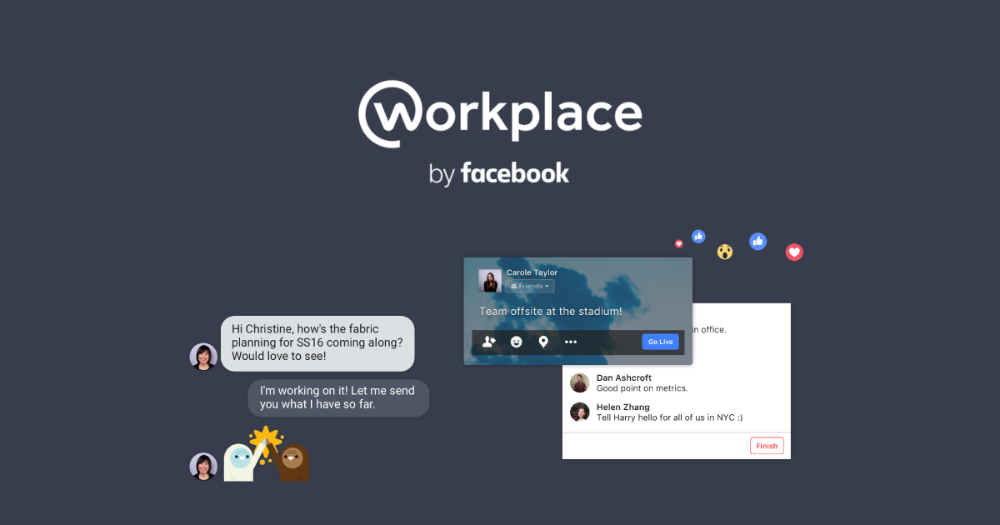 Workplace
by facebook
Hi Christine, how's the fabric
planning for SS16 coming along?
Would love to see!
I'm working on it! Let me send
you what I have so far.
Carole Taylor
Friends
Team offsite at the stadium!
Go Live
in office.
Dan Ashcroft
Good point on metrics.
Helen Zhang
Tell Harry hello for all of us in NYC :)
Finish